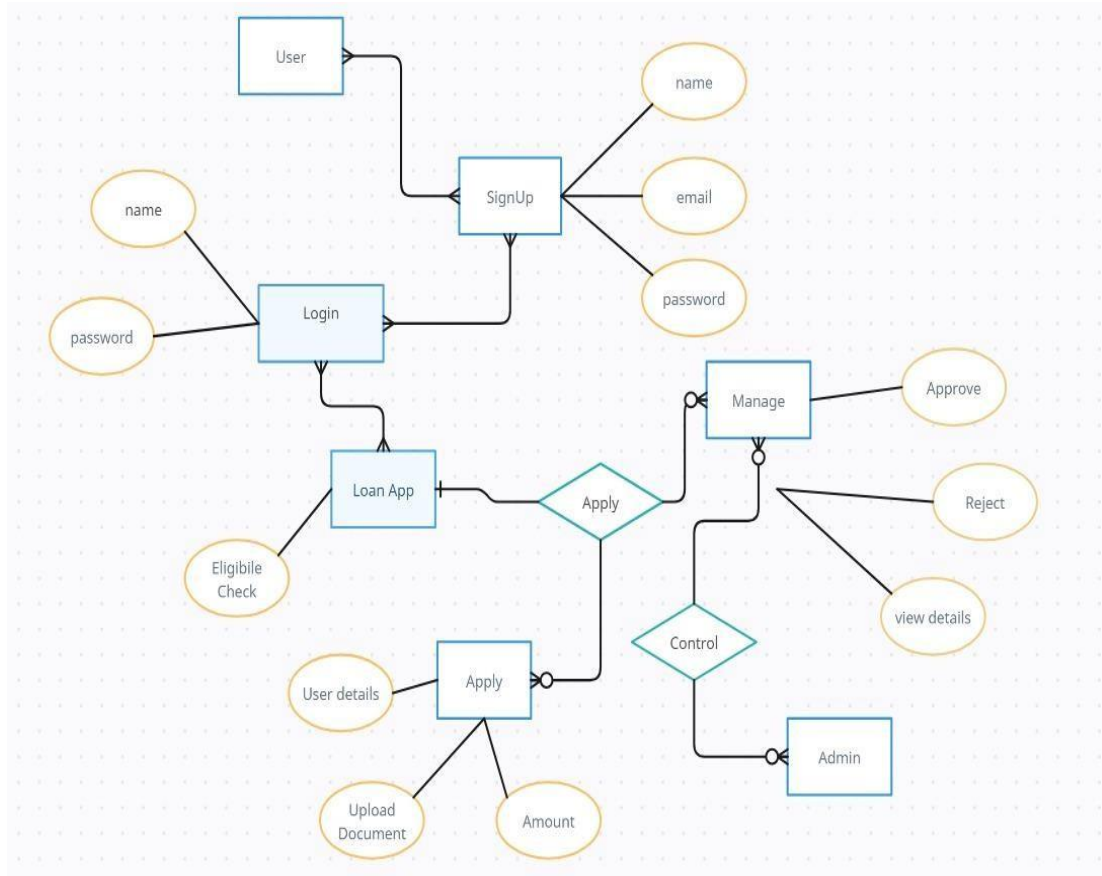 User
name
SignUp
email
name
password
Login
password
Manage
Approve
Loan App
Apply
Reject
Eligibile
Check
view details
Control
User details
Apply
Admin
Upload
Document
Amount